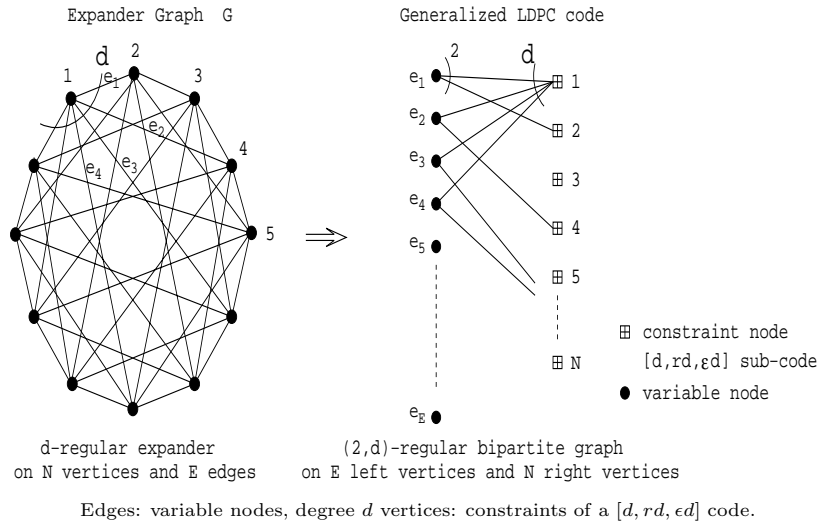 Expander Graph G
d
2
1
e1
3
e2
4
e4
e3
5
Generalized LDPC code
2
d
e1
1
e2
2
e3
3
e4
4
e5
5
N
eE
constraint node
[d,rd,εd] sub-code
variable node
d-regular expander
on N vertices and E edges
(2,d)-regular bipartite graph
on E left vertices and N right vertices
Edges: variable nodes, degree d vertices: constraints of a [d, rd, ϵd] code.